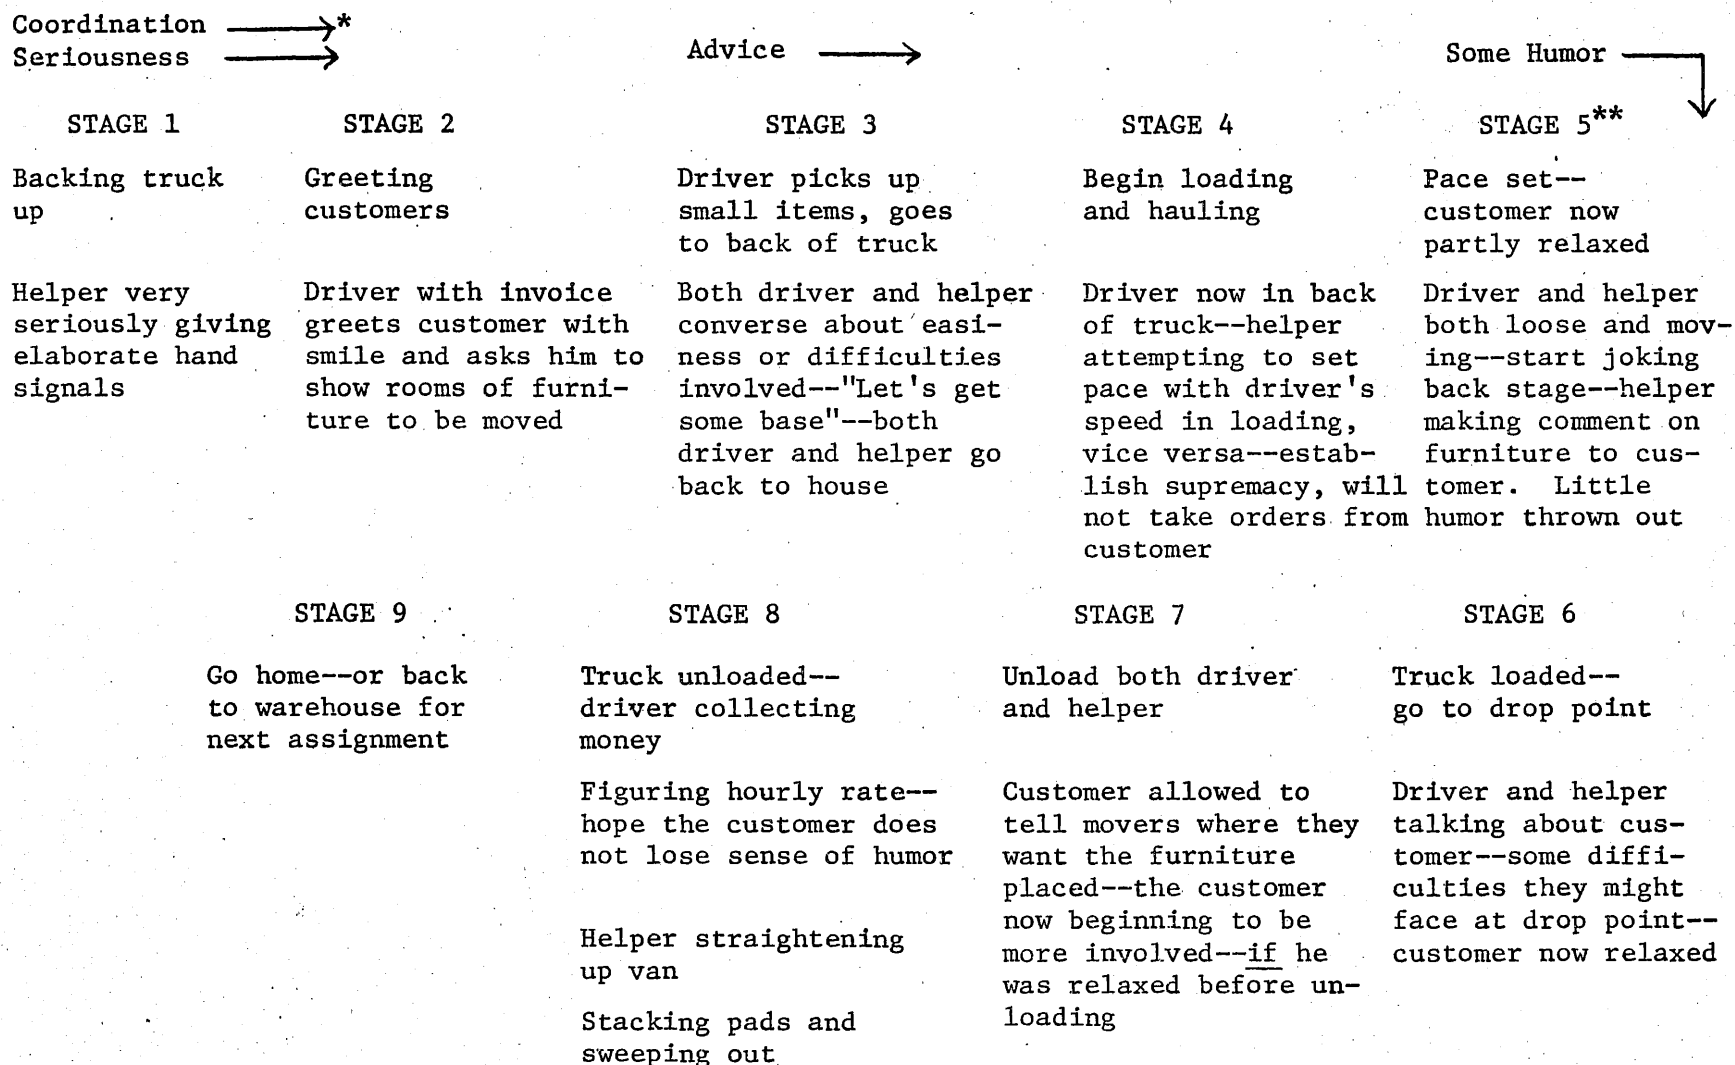 Coordination *
Seriousness
Advice
Some Humor
STAGE 1
Backing truck
up
Helper very
seriously giving
elaborate hand
signals
STAGE 2
Greeting
customers
Driver with invoice
greets customer with
smile and asks him to
show rooms of furni-
ture to be moved
STAGE 3
Driver picks up
small items, goes
to back of truck
Both driver and helper
converse about easi-
ness or difficulties
involved--"Let's get
some base"--both
driver and helper go
back to house
STAGE 4
Begin loading
and hauling
Driver now in back
of truck--helper
attempting to set
pace with driver's
speed in loading,
vice versa--estab-
lish supremacy, will
not take orders from
customer
STAGE 5**
Pace set--
customer now
partly relaxed
Driver and helper
both loose and mov-
ing--start joking
back stage--helper
making comment on
furniture to cus-
tomer. Little
humor thrown out
STAGE 9
Go home--or back
to warehouse for
next assignment
STAGE 8
Truck unloaded--
driver collecting
money
Figuring hourly rate--
hope the customer does
not lose sense of humor
Helper straightening
up van
Stacking pads and
sweeping out
STAGE 7
Unload both driver
and helper
Customer allowed to
tell movers where they
want the furniture
placed--the customer
now beginning to be
more involved--if he
was relaxed before un-
loading
STAGE 6
Truck loaded--
go to drop point
Driver and helper
talking about cus-
tomer--some diffi-
culties they might
face at drop point--
customer now relaxed